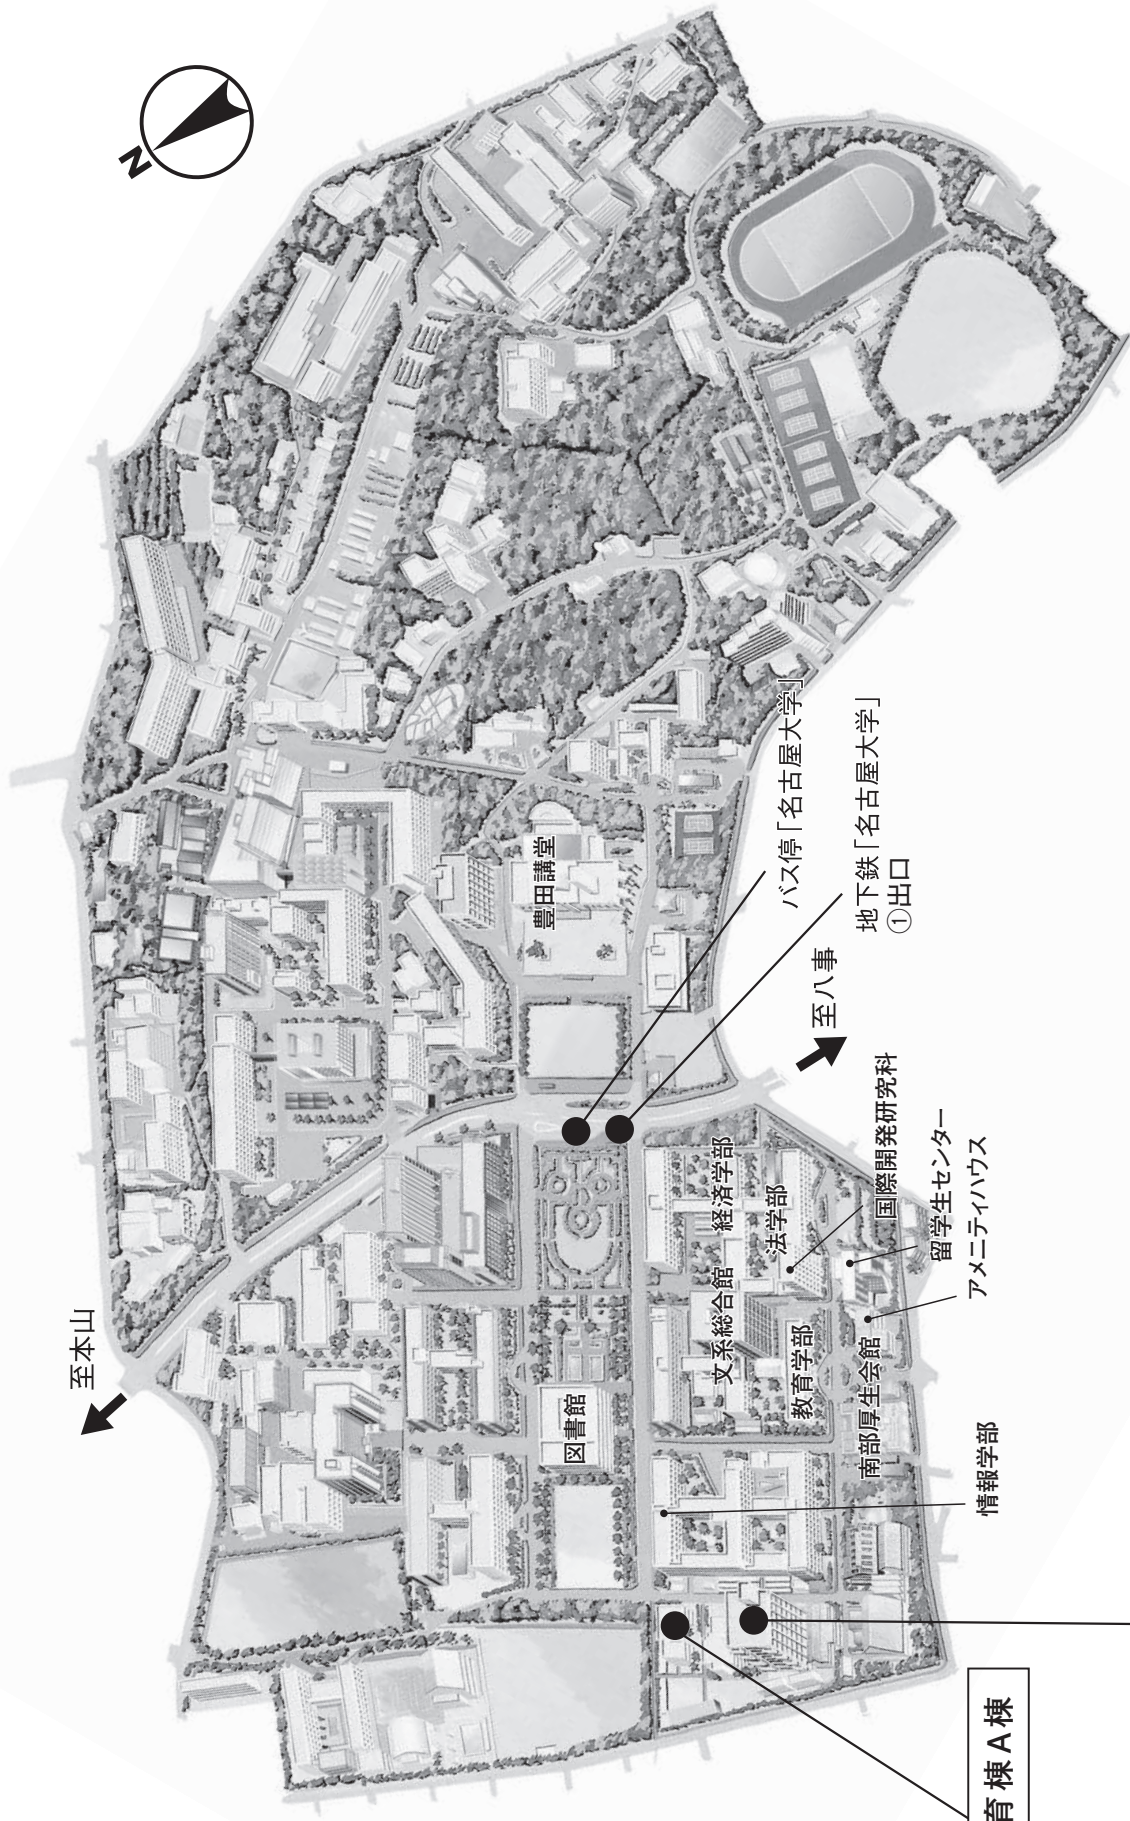 N
至本山
豊田講堂
バス停「名古屋大学」
地下鉄「名古屋大学」
①出口
至八事
経済学部
法学部
国際開発研究科
留学生センター
アメニティハウス
文系総合館
教育学部
南部厚生会館
図書館
情報学部
育棟A棟